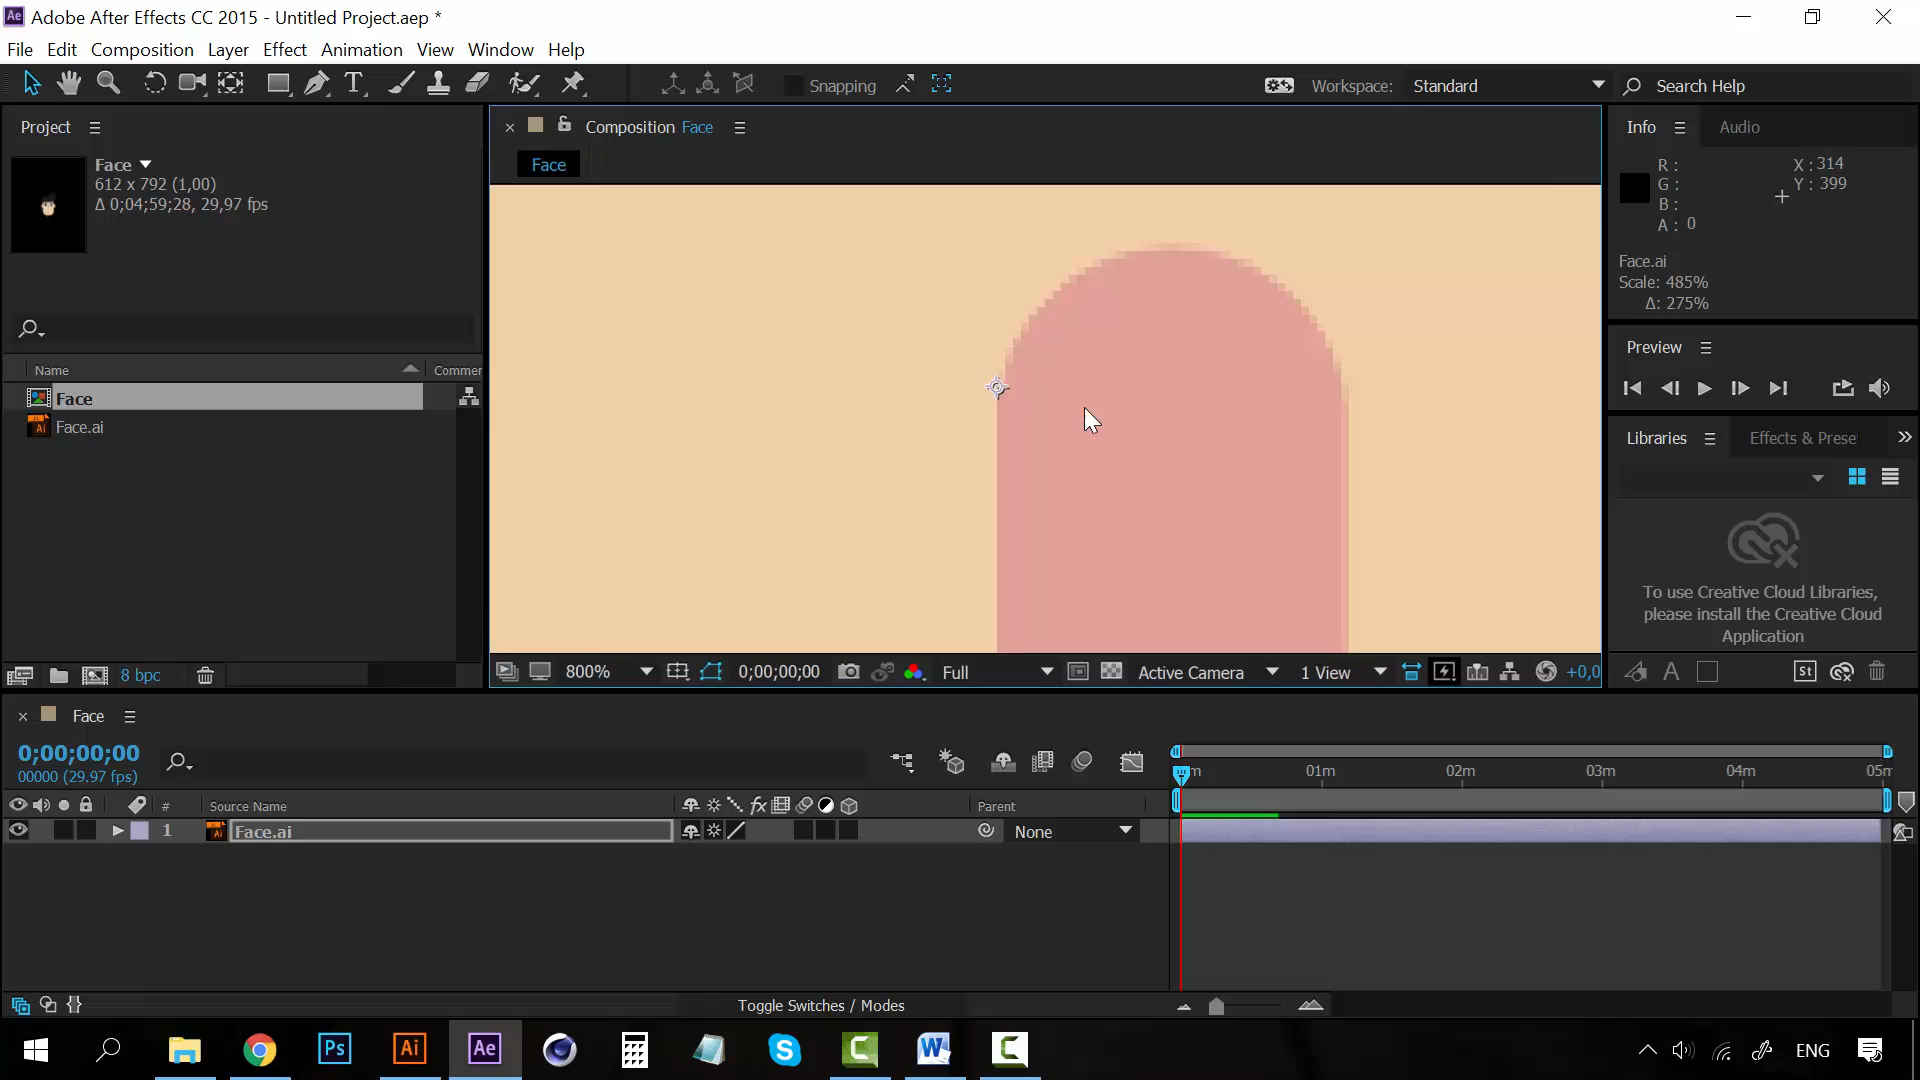 Adobe After Effects CC 2015 - Untitled Project.aep *
File Edit Composition Layer Effect Animation View Window Help
Snapping
Workspace: Standard
Search Help
Project
Face
612 x 792 (1,00)
Δ 0;04;59;28, 29,97 fps
Name
Commer
Face
Face.ai
8 bpc
Composition Face
Face
800%
0;00;00;00
Full
Active Camera
1 View
+0,0
Info
Audio
R :
G :
B :
A : 0
X : 314
Y : 399
Face.ai
Scale: 485%
Δ: 275%
Preview
Libraries
Effects & Prese
To use Creative Cloud Libraries,
please install the Creative Cloud
Application
St
Face
0;00;00;00
00000 (29.97 fps)
01m 02m 03m 04m 05m
# Source Name
fx
Parent
1 Face.ai
None
Toggle Switches / Modes
ENG